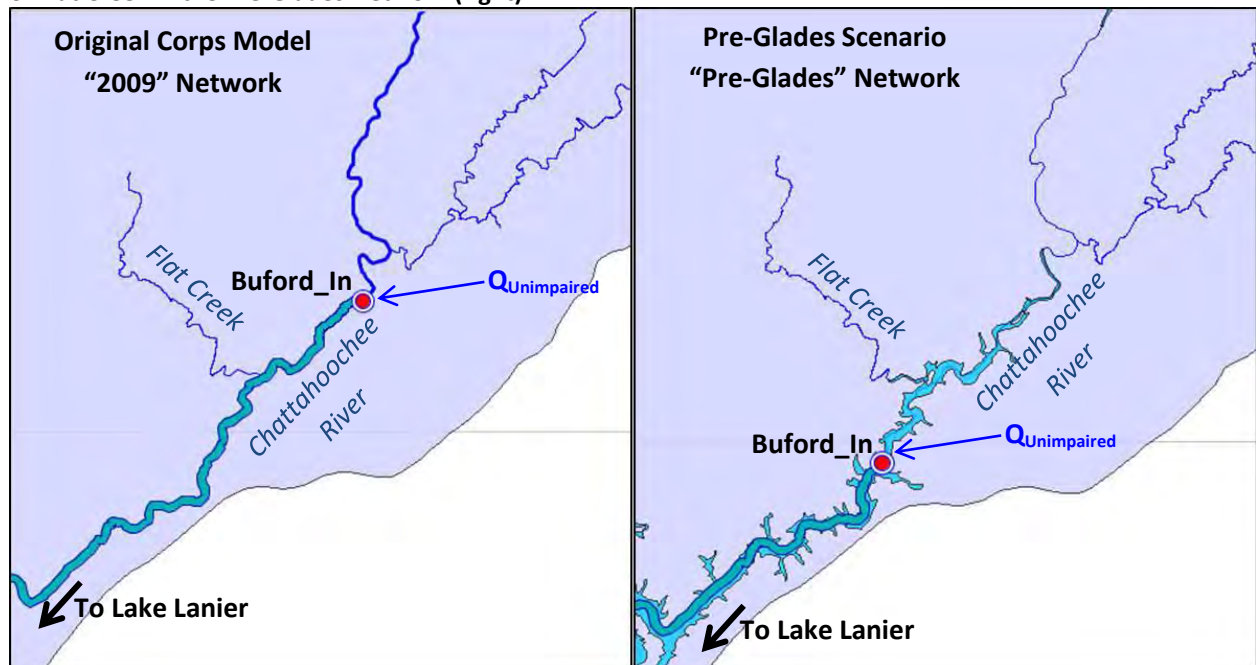 (right)
Original Corps Model
"2009" Network
Flat Creek
Buford_In
QUnimpaired
Chattahoochee
River
To Lake Lanier
Pre-Glades Scenario
"Pre-Glades" Network
Flat Creek
Chattahoochee
River
Buford_In
QUnimpaired
To Lake Lanier